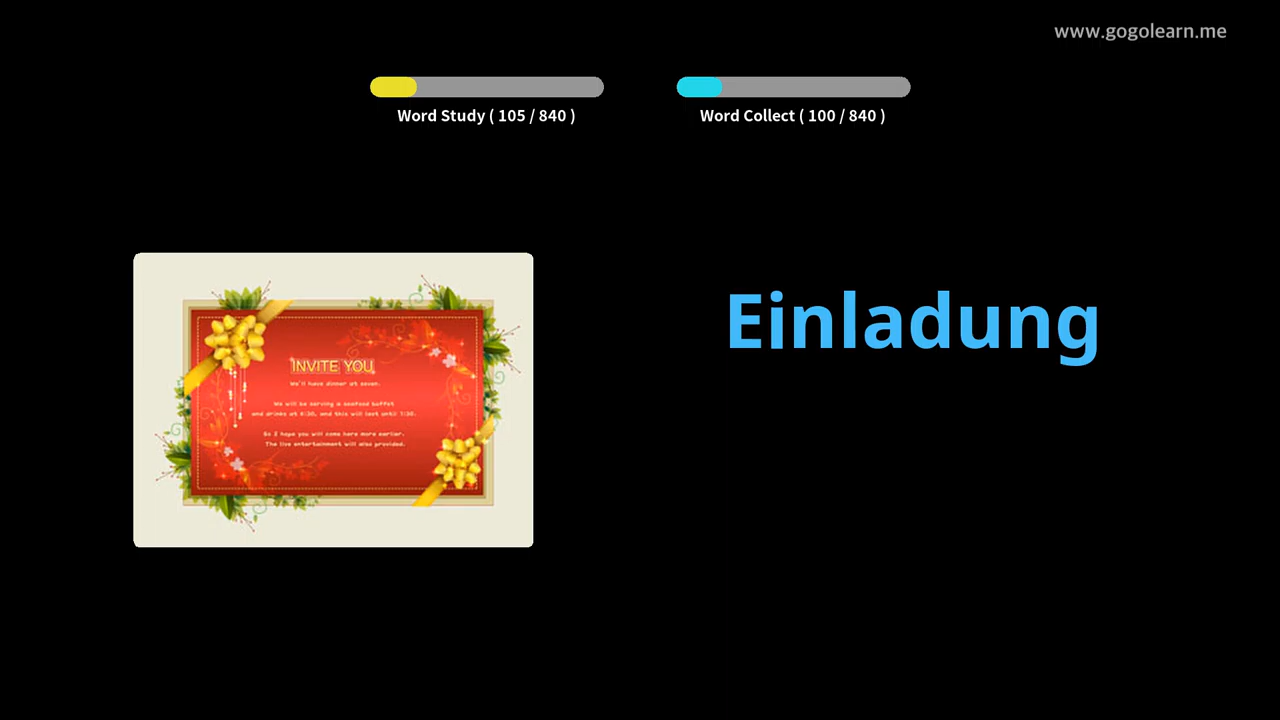 www.gogolearn.me
Word Study ( 105 / 840 )
Word Collect ( 100 / 840 )
INVITE YOU
We'll have dinner at seven.
We will be serving a seafood buffet
and drinks at 6:30, and this will last until 7:30.
So I hope you will come here more earlier.
The live entertainment will also provided.
Einladung